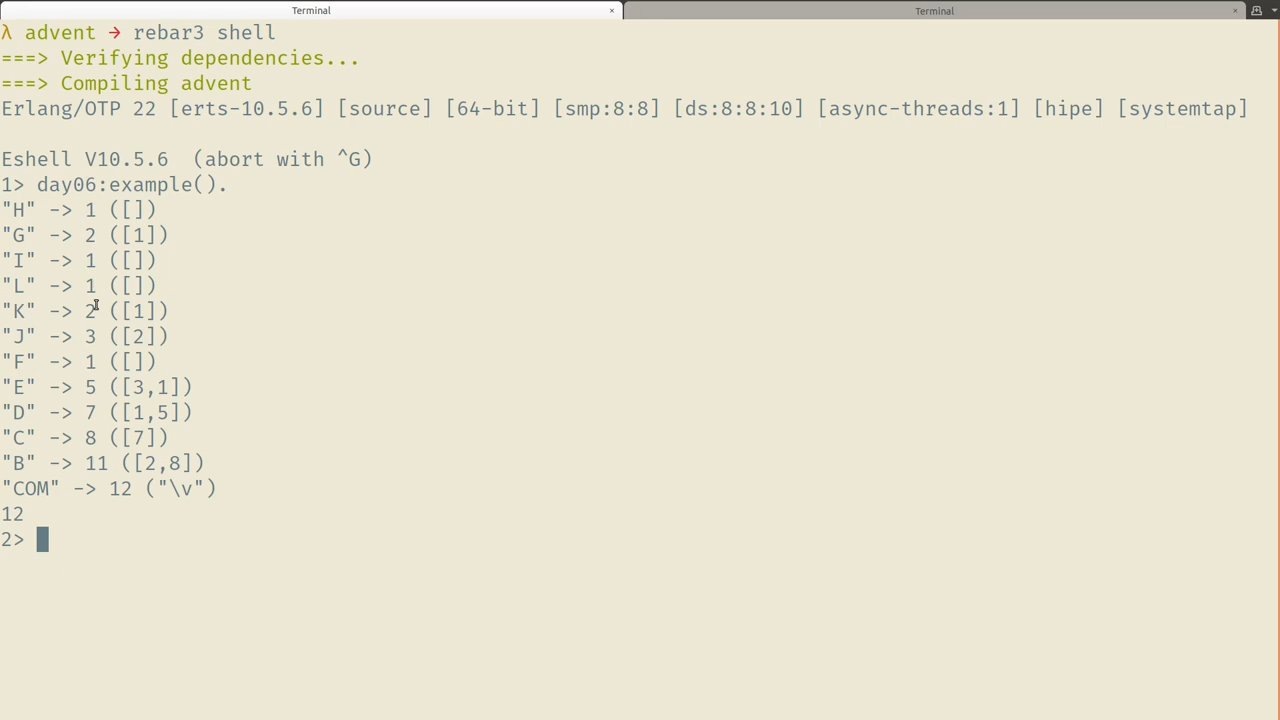 Terminal × Terminal ×
λ advent → rebar3 shell
===> Verifying dependencies...
===> Compiling advent
Erlang/OTP 22 [erts-10.5.6] [source] [64-bit] [smp:8:8] [ds:8:8:10] [async-threads:1] [hipe] [systemtap]
Eshell V10.5.6  (abort with ^G)
1> day06:example().
"H" -> 1 ([])
"G" -> 2 ([1])
"I" -> 1 ([])
"L" -> 1 ([])
"K" -> 2 ([1])
"J" -> 3 ([2])
"F" -> 1 ([])
"E" -> 5 ([3,1])
"D" -> 7 ([1,5])
"C" -> 8 ([7])
"B" -> 11 ([2,8])
"COM" -> 12 ("\v")
12
2>